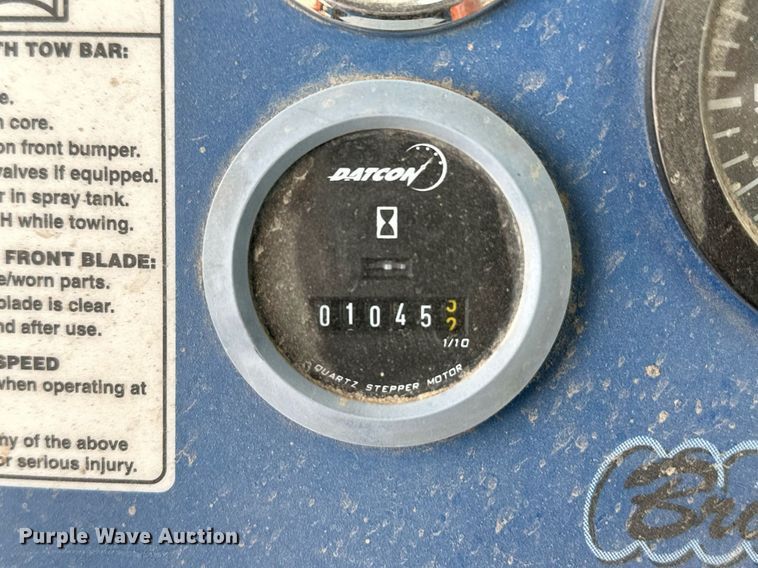 TH TOW BAR:
e.
n core.
on front bumper.
valves if equipped.
r in spray tank.
H while towing.
FRONT BLADE:
e/worn parts.
blade is clear.
nd after use.
SPEED
when operating at
ny of the above
or serious injury.
DATCON
01045
1/10
QUARTZ STEPPER MOTOR
Bro
Purple Wave Auction